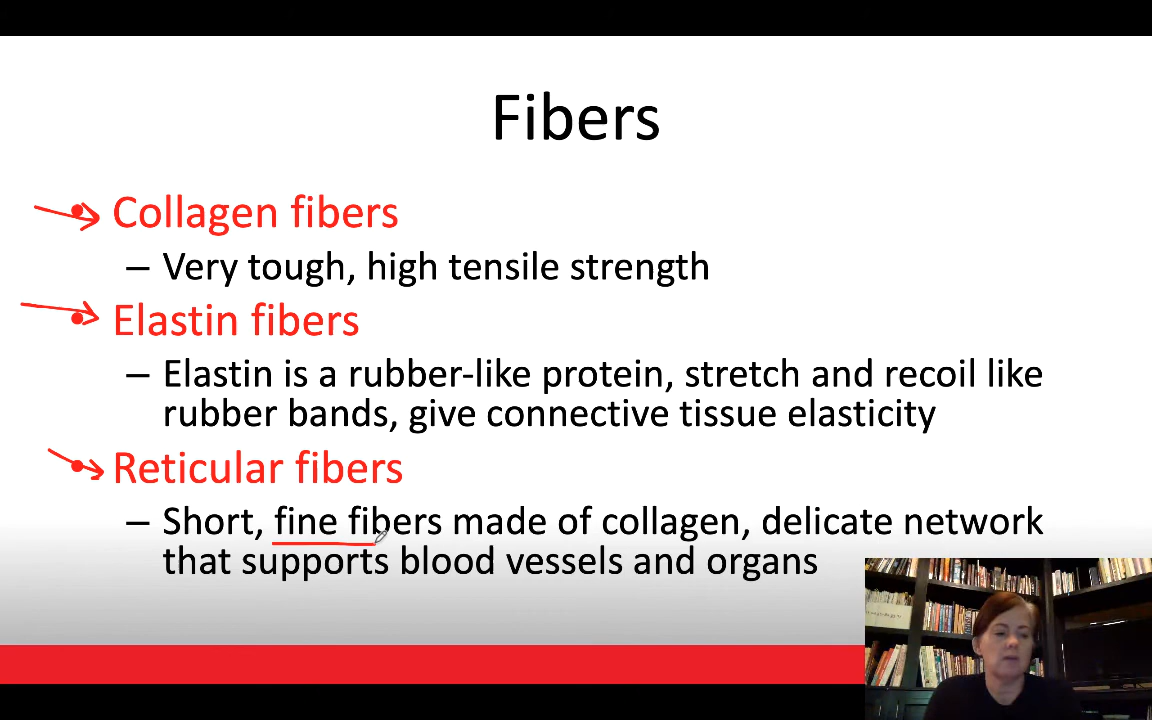 Fibers
Collagen fibers
– Very tough, high tensile strength
Elastin fibers
– Elastin is a rubber-like protein, stretch and recoil like
rubber bands, give connective tissue elasticity
Reticular fibers
– Short, fine fibers made of collagen, delicate network
that supports blood vessels and organs